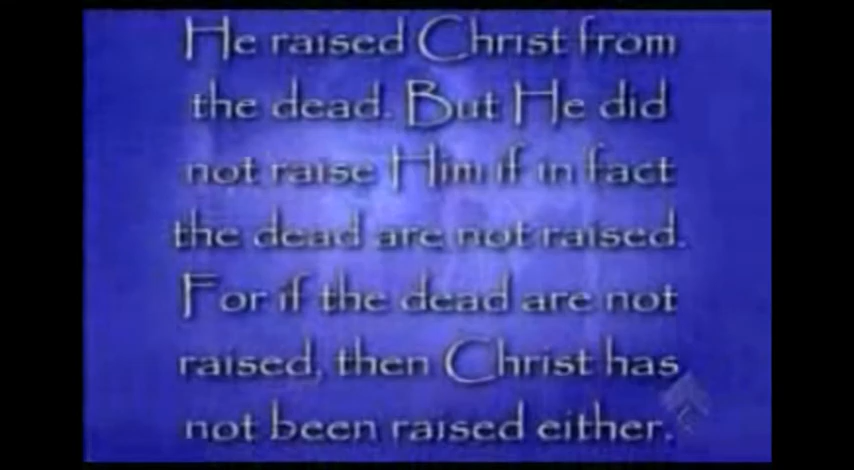 He raised Christ from
the dead. But He did
not raise Him if in fact
the dead are not raised.
For if the dead are not
raised, then Christ has
not been raised either.